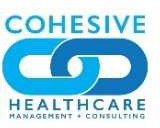 COHESIVE
HEALTHCARE
MANAGEMENT + CONSULTING